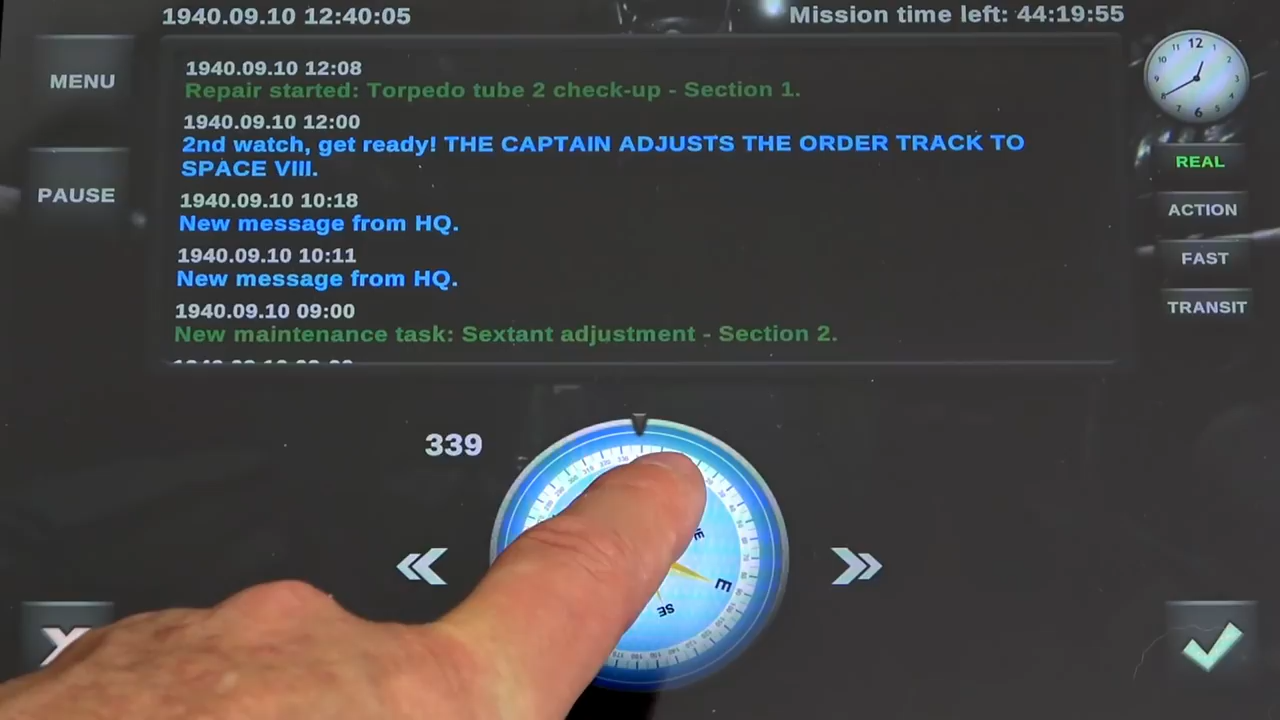 1940.09.10 12:40:05
Mission time left: 44:19:55
MENU
PAUSE
1940.09.10 12:08
Repair started: Torpedo tube 2 check-up - Section 1.
1940.09.10 12:00
2nd watch, get ready! THE CAPTAIN ADJUSTS THE ORDER TRACK TO
SPACE VIII.
1940.09.10 10:18
New message from HQ.
1940.09.10 10:11
New message from HQ.
1940.09.10 09:00
New maintenance task: Sextant adjustment - Section 2.
12
6
REAL
ACTION
FAST
TRANSIT
339
E
SE